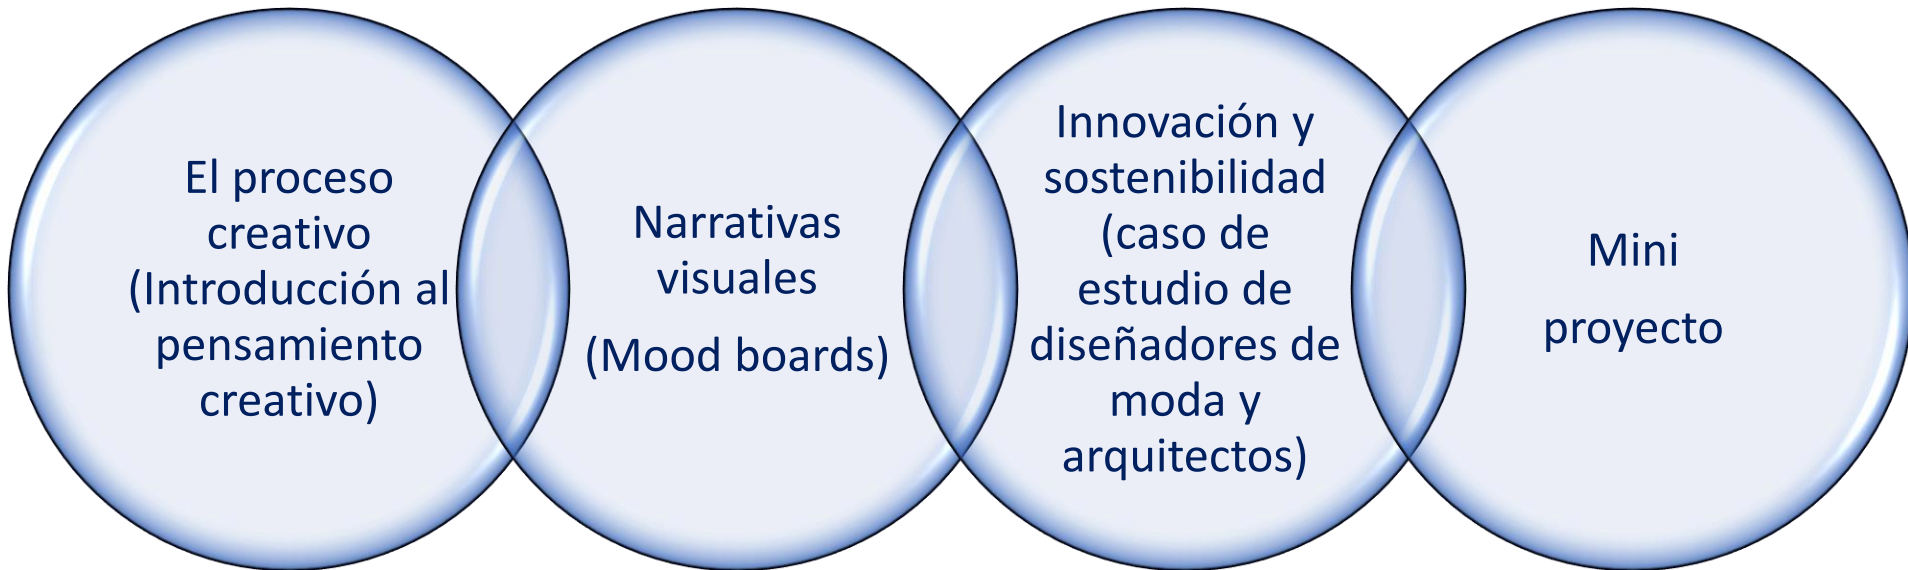 El proceso
creativo
(Introducción al
pensamiento
creativo)
Narrativas
visuales
(Mood boards)
Innovación y
sostenibilidad
(caso de
estudio de
diseñadores de
moda y
arquitectos)
Mini
proyecto